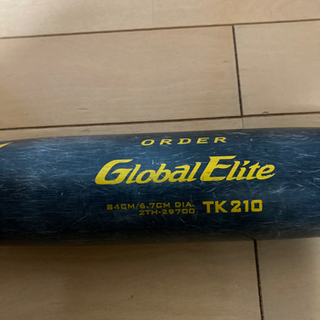 ORDER
Global Elite
84CM/6.7CM DIA.
2TH-29700 TK210